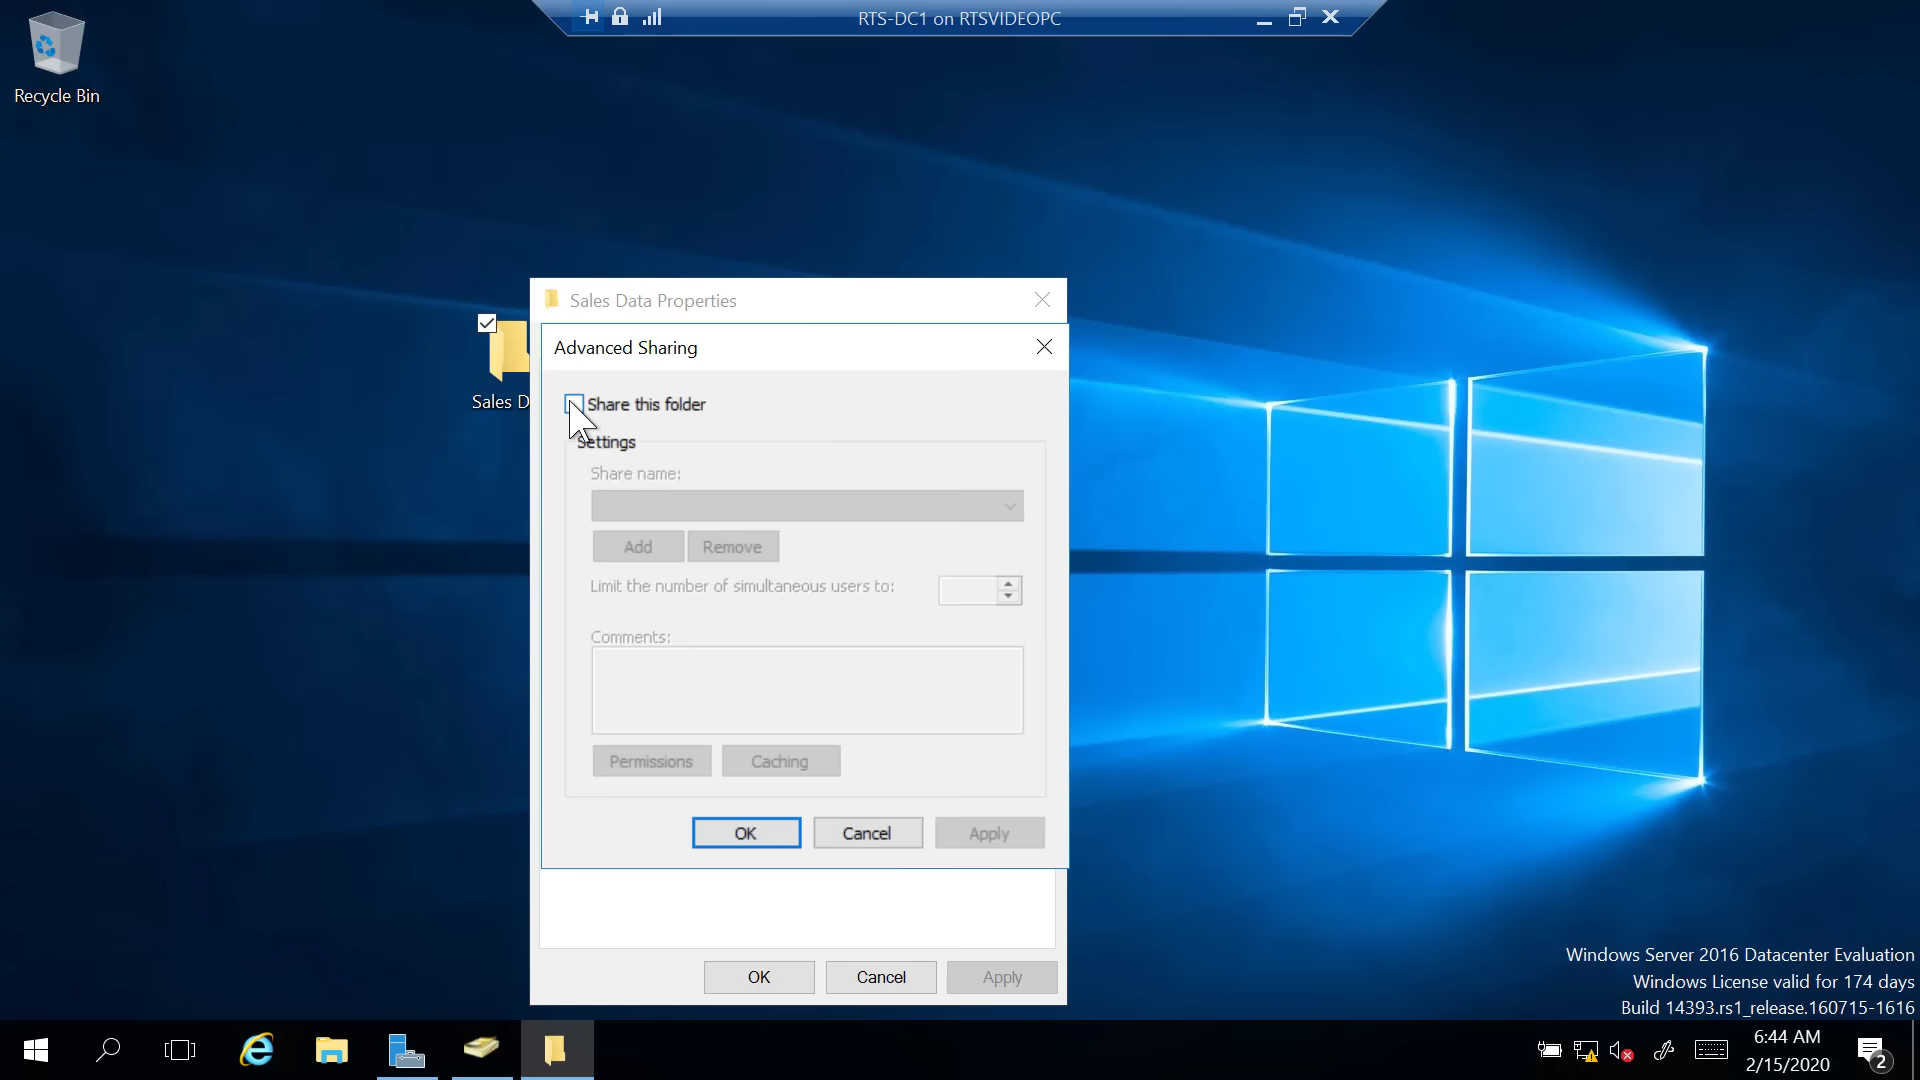 RTS-DC1 on RTSVIDEOPC
Recycle Bin
Sales Data Properties
Advanced Sharing
Sales D
Share this folder
Settings
Share name:
Add
Remove
Limit the number of simultaneous users to:
Comments:
Permissions
Caching
OK
Cancel
Apply
OK
Cancel
Apply
Windows Server 2016 Datacenter Evaluation
Windows License valid for 174 days
Build 14393.rs1_release.160715-1616
6:44 AM
2/15/2020
2